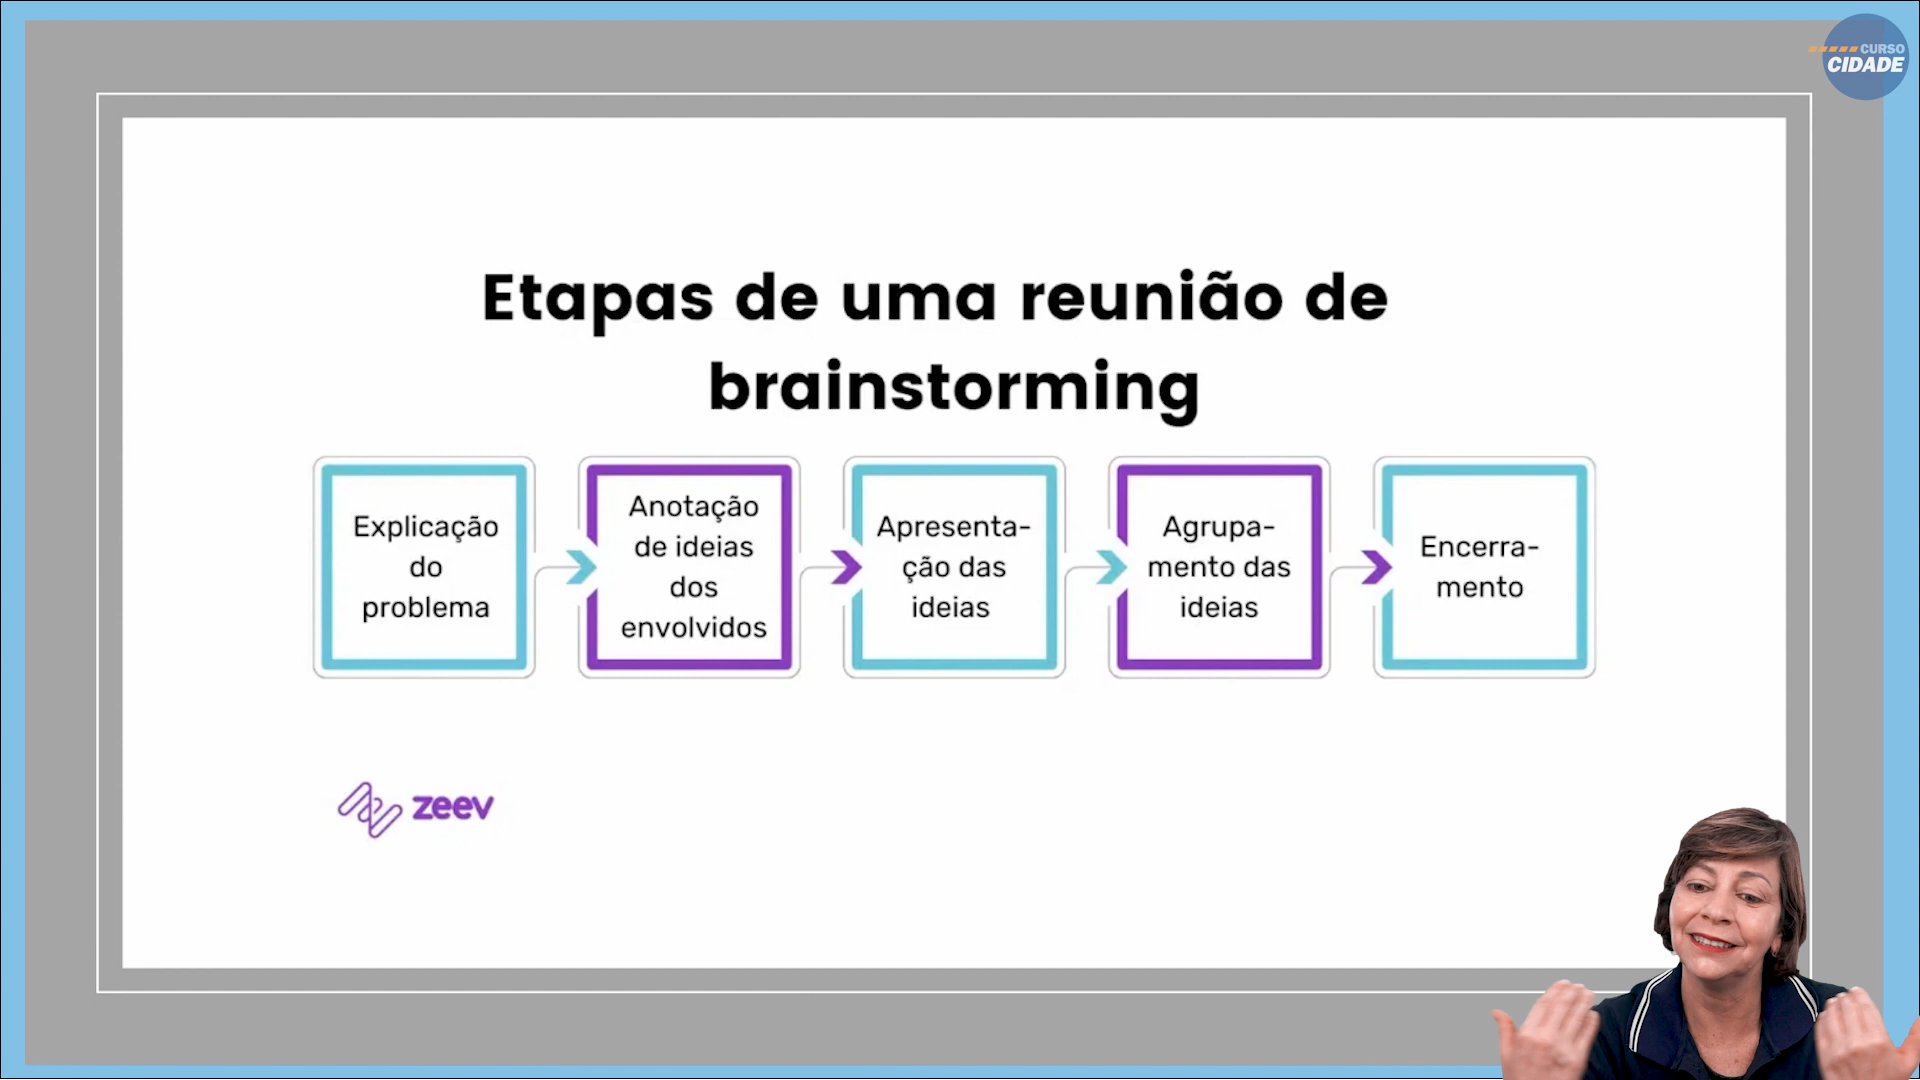 CURSO
CIDADE
Etapas de uma reunião de
brainstorming
Explicação
do
problema
Anotação
de ideias
dos
envolvidos
Apresenta-
ção das
ideias
Agrupa-
mento das
ideias
Encerra-
mento
zeev